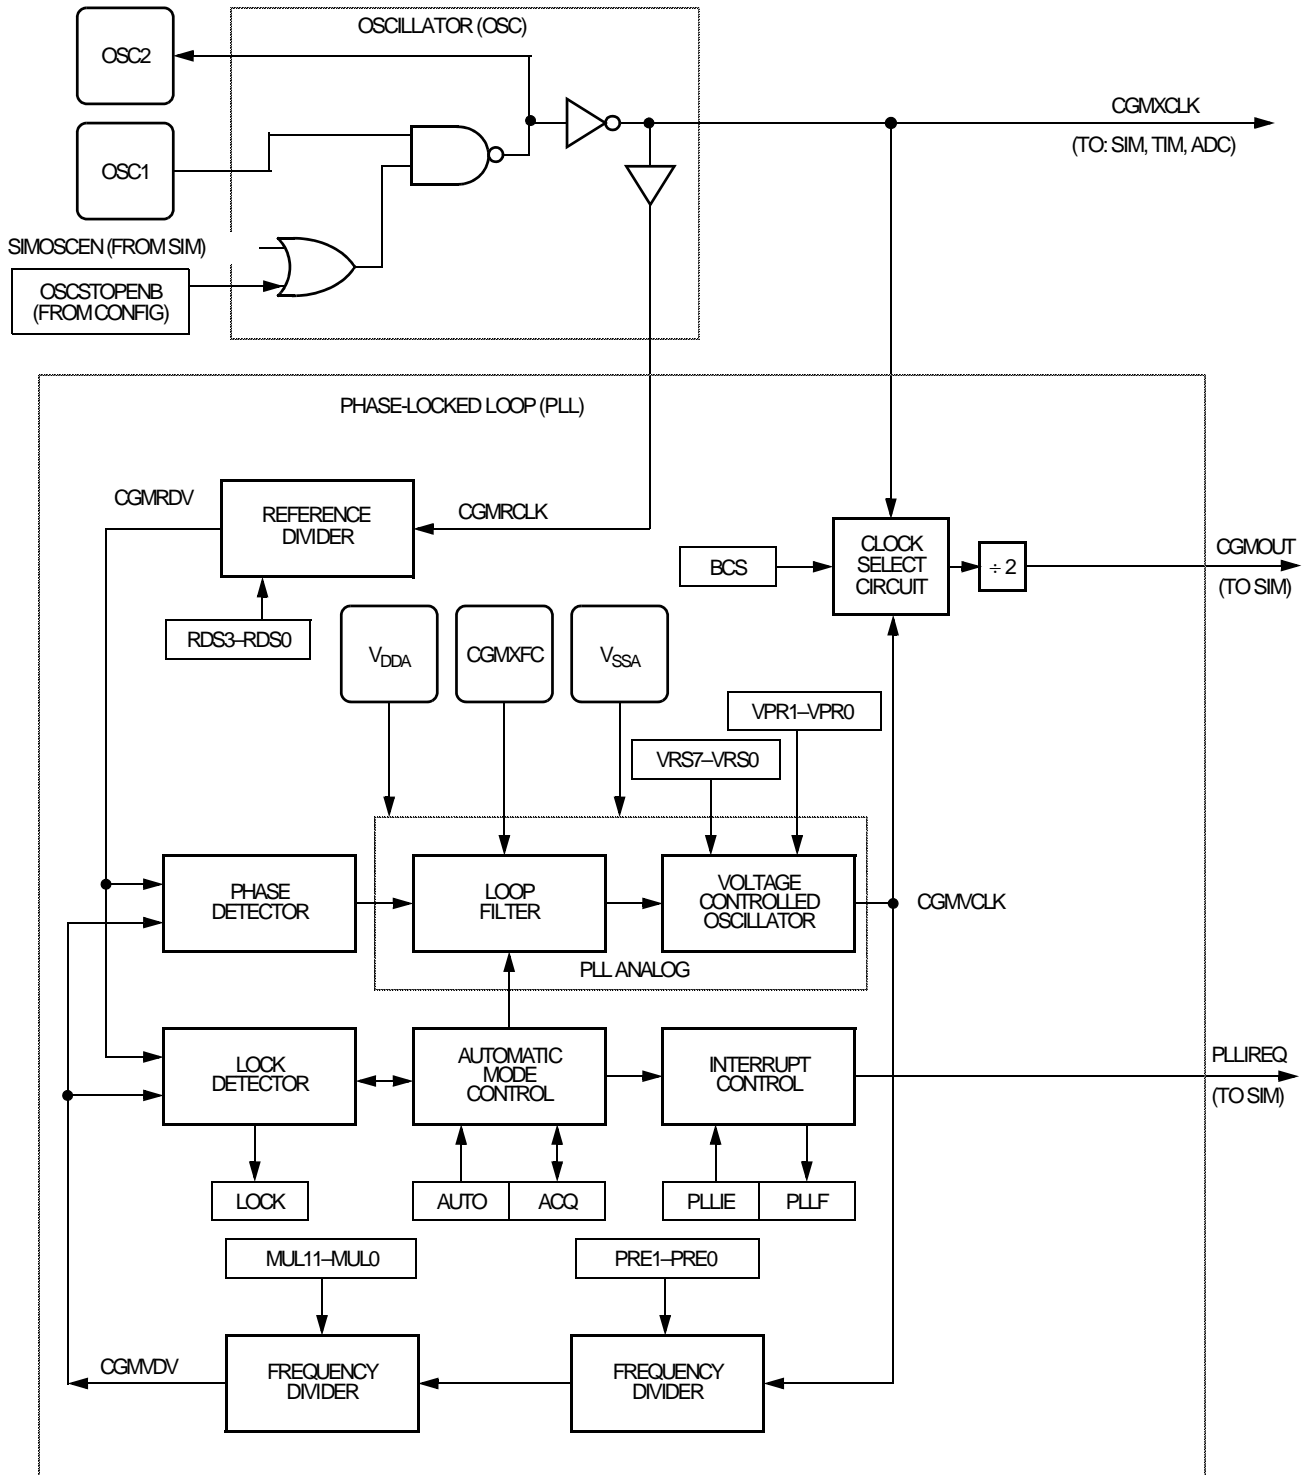 OSCILLATOR (OSC)
OSC2
CGMXCLK
(TO: SIM, TIM, ADC)
OSC1
SIMOSCEN (FROM SIM)
OSCSTOPENB
(FROM CONFIG)
PHASE-LOCKED LOOP (PLL)
CGMRDV
REFERENCE
DIVIDER
CGMRCLK
CLOCK
SELECT
CIRCUIT
BCS
÷ 2
CGMOUT
(TO SIM)
RDS3–RDS0
VDDA
CGMXFC
VSSA
VPR1–VPR0
VRS7–VRS0
PHASE
DETECTOR
LOOP
FILTER
VOLTAGE
CONTROLLED
OSCILLATOR
CGMVCLK
PLL ANALOG
LOCK
DETECTOR
AUTOMATIC
MODE
CONTROL
INTERRUPT
CONTROL
PLLIREQ
(TO SIM)
LOCK
AUTO
ACQ
PLLIE
PLLF
MUL11–MUL0
PRE1–PRE0
CGMVDV
FREQUENCY
DIVIDER
FREQUENCY
DIVIDER